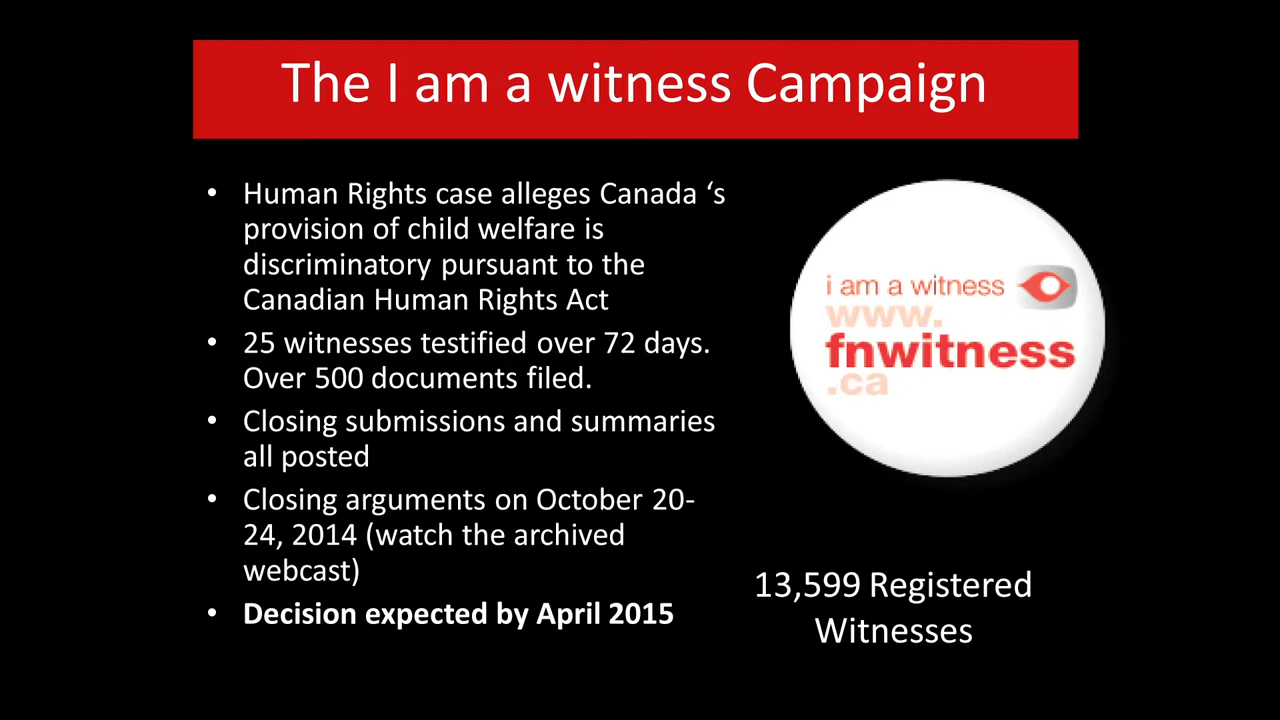 The I am a witness Campaign
• Human Rights case alleges Canada ‘s
provision of child welfare is
discriminatory pursuant to the
Canadian Human Rights Act
• 25 witnesses testified over 72 days.
Over 500 documents filed.
• Closing submissions and summaries
all posted
• Closing arguments on October 20-
24, 2014 (watch the archived
webcast)
• Decision expected by April 2015
i am a witness
www.
fnwitness
.ca
13,599 Registered
Witnesses